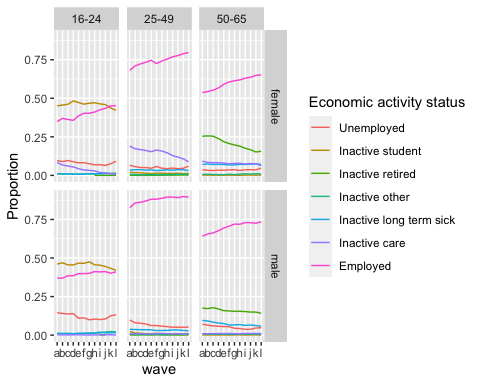 16-24 25-49 50-65
0.75
0.50
0.25
0.00
female
0.75
0.50
0.25
0.00
male
Proportion
abcdefghijkl abcdefghijkl abcdefghijkl
wave
Economic activity status
Unemployed
Inactive student
Inactive retired
Inactive other
Inactive long term sick
Inactive care
Employed